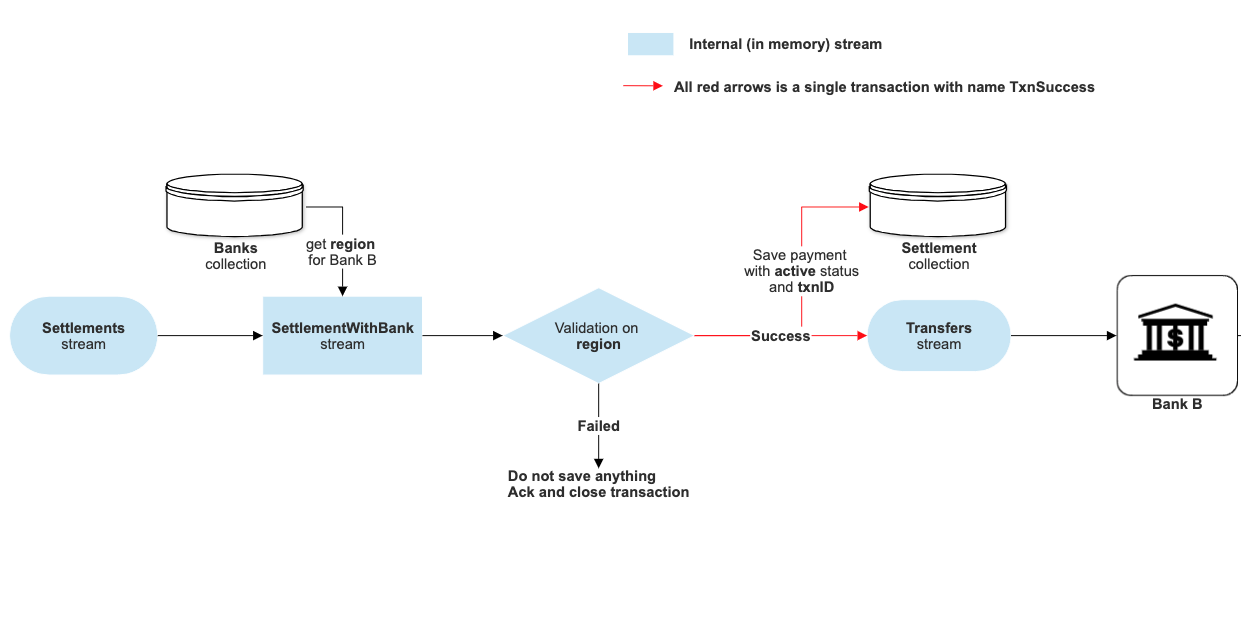 Internal (in memory) stream
All red arrows is a single transaction with name TxnSuccess
Banks
collection
get region
for Bank B
Save payment
with active status
and txnID
Settlement
collection
Settlements
stream
SettlementWithBank
stream
Validation on
region
Success
Transfers
stream
$
Bank B
Failed
Do not save anything
Ack and close transaction